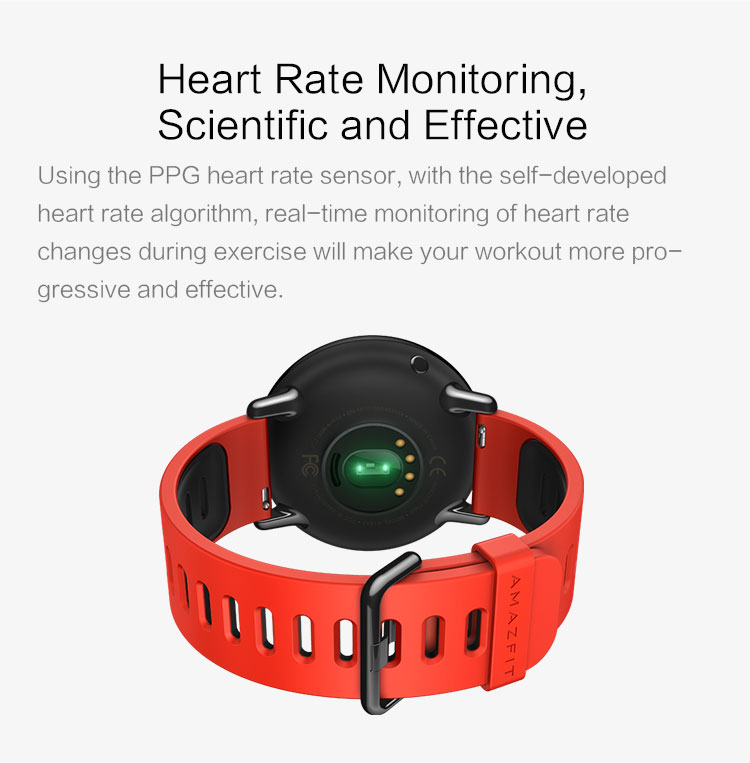 Heart Rate Monitoring,
Scientific and Effective
Using the PPG heart rate sensor, with the self-developed
heart rate algorithm, real-time monitoring of heart rate
changes during exercise will make your workout more pro-
gressive and effective.
FC
CE
AMAZFIT